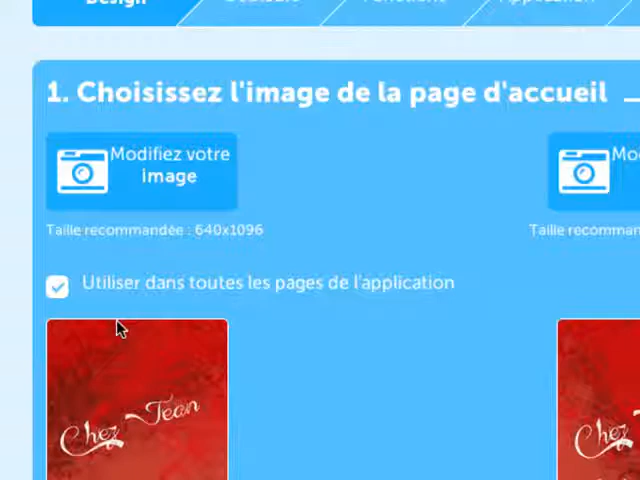 Design
1. Choisissez l'image de la page d'accueil
Modifiez votre
image
Taille recommandée : 640x1096
Utiliser dans toutes les pages de l'application
Chez Jean
Chez